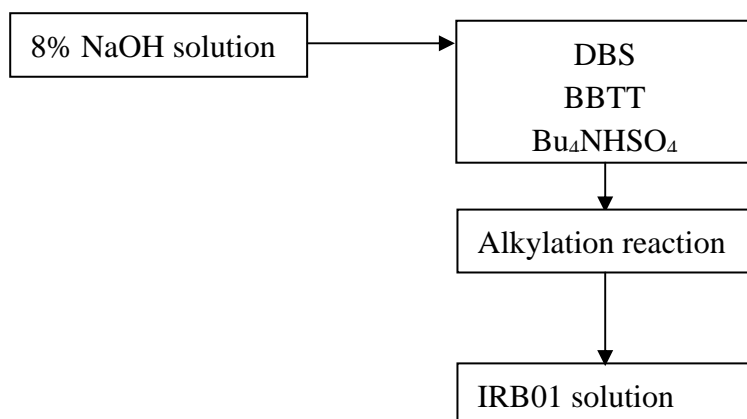 8% NaOH solution
DBS
BBTT
Bu₄NHSO₄
Alkylation reaction
IRB01 solution